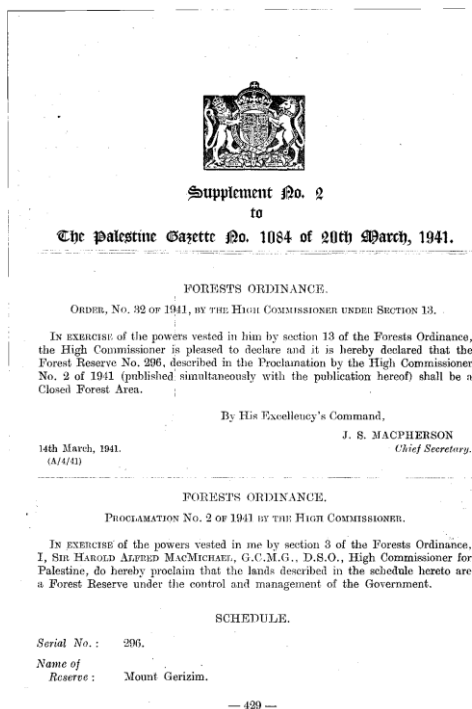 Supplement No. 2
to
The Palestine Gazette No. 1084 of 20th March, 1941.
FORESTS ORDINANCE.
ORDER, NO. 32 OF 1941, BY THE HIGH COMMISSIONER UNDER SECTION 13.
IN EXERCISE of the powers vested in him by section 13 of the Forests Ordinance,
the High Commissioner is pleased to declare and it is hereby declared that the
Forest Reserve No. 296, described in the Proclamation by the High Commissioner
No. 2 of 1941 (published simultaneously with the publication hereof) shall be a
Closed Forest Area.
By His Excellency's Command,
J. S. MACPHERSON
14th March, 1941. Chief Secretary.
(A/4/41)
FORESTS ORDINANCE.
PROCLAMATION NO. 2 OF 1941 BY THE HIGH COMMISSIONER.
IN EXERCISE of the powers vested in me by section 3 of the Forests Ordinance,
I, SIR HAROLD ALFRED MACMICHAEL, G.C.M.G., D.S.O., High Commissioner for
Palestine, do hereby proclaim that the lands described in the schedule hereto are
a Forest Reserve under the control and management of the Government.
SCHEDULE.
Serial No. : 296.
Name of
Reserve : Mount Gerizim.
— 429 —